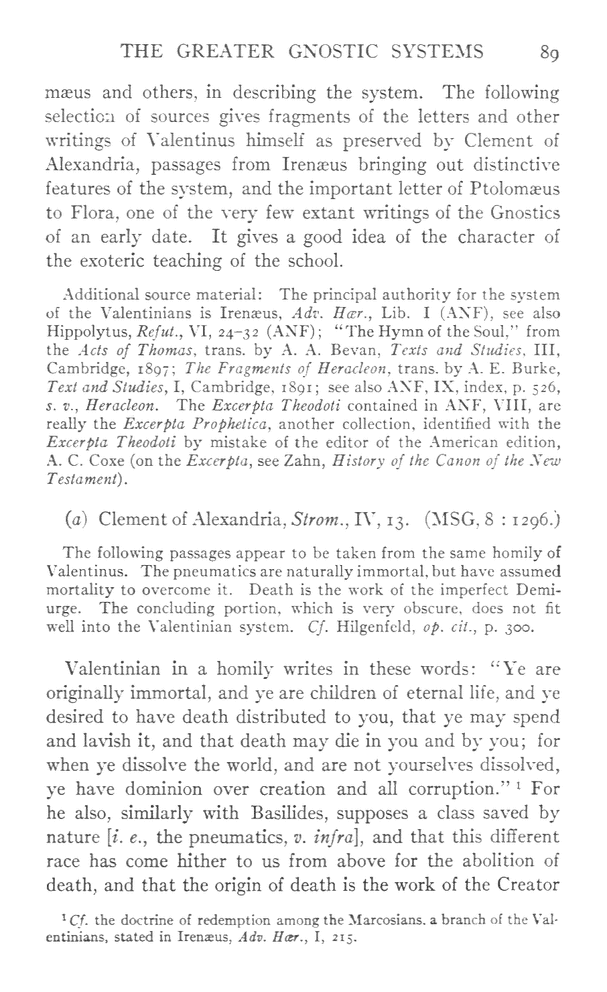 THE GREATER GNOSTIC SYSTEMS 89
mæus and others, in describing the system. The following
selection of sources gives fragments of the letters and other
writings of Valentinus himself as preserved by Clement of
Alexandria, passages from Irenæus bringing out distinctive
features of the system, and the important letter of Ptolomæus
to Flora, one of the very few extant writings of the Gnostics
of an early date. It gives a good idea of the character of
the exoteric teaching of the school.
Additional source material: The principal authority for the system
of the Valentinians is Irenæus, Adv. Hær., Lib. I (ANF), see also
Hippolytus, Refut., VI, 24–32 (ANF); "The Hymn of the Soul," from
the Acts of Thomas, trans. by A. A. Bevan, Texts and Studies, III,
Cambridge, 1897; The Fragments of Heracleon, trans. by A. E. Burke,
Text and Studies, I, Cambridge, 1891; see also ANF, IX, index, p. 526,
s. v., Heracleon. The Excerpta Theodoti contained in ANF, VIII, are
really the Excerpta Prophetica, another collection, identified with the
Excerpta Theodoti by mistake of the editor of the American edition,
A. C. Coxe (on the Excerpta, see Zahn, History of the Canon of the New
Testament).
(a) Clement of Alexandria, Strom., IV, 13. (MSG, 8 : 1296.)
The following passages appear to be taken from the same homily of
Valentinus. The pneumatics are naturally immortal, but have assumed
mortality to overcome it. Death is the work of the imperfect Demi-
urge. The concluding portion, which is very obscure, does not fit
well into the Valentinian system. Cf. Hilgenfeld, op. cit., p. 300.
Valentinian in a homily writes in these words: "Ye are
originally immortal, and ye are children of eternal life, and ye
desired to have death distributed to you, that ye may spend
and lavish it, and that death may die in you and by you; for
when ye dissolve the world, and are not yourselves dissolved,
ye have dominion over creation and all corruption." ¹ For
he also, similarly with Basilides, supposes a class saved by
nature [i. e., the pneumatics, v. infra], and that this different
race has come hither to us from above for the abolition of
death, and that the origin of death is the work of the Creator
¹ Cf. the doctrine of redemption among the Marcosians, a branch of the Val-
entinians, stated in Irenæus, Adv. Hær., I, 215.